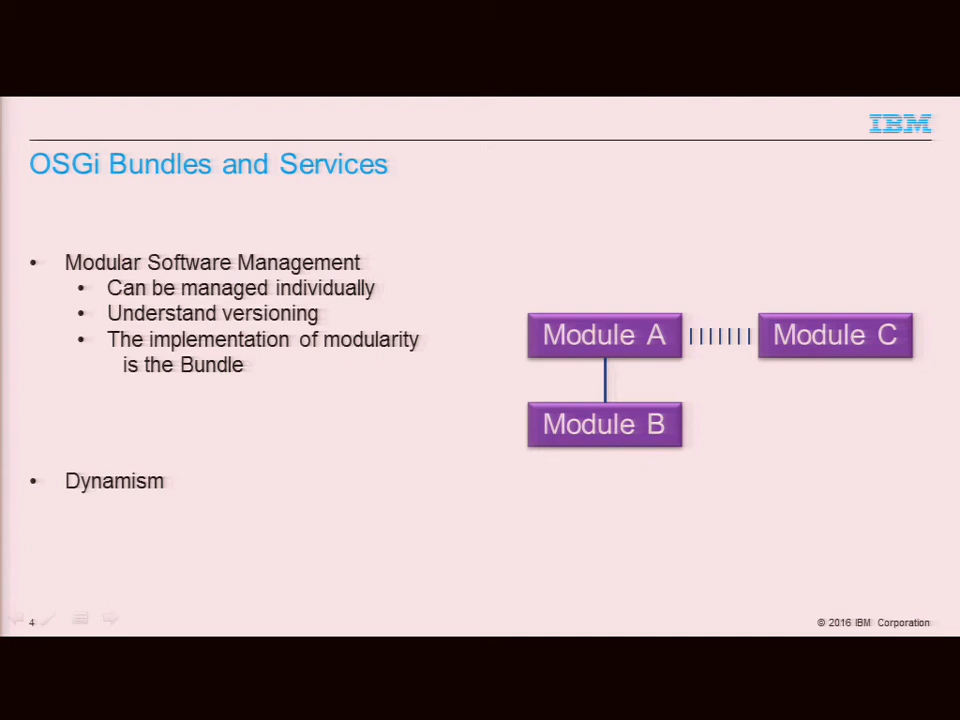 IBM
OSGi Bundles and Services
• Modular Software Management
• Can be managed individually
• Understand versioning
• The implementation of modularity
is the Bundle
Module A
Module C
Module B
• Dynamism
4
© 2016 IBM Corporation